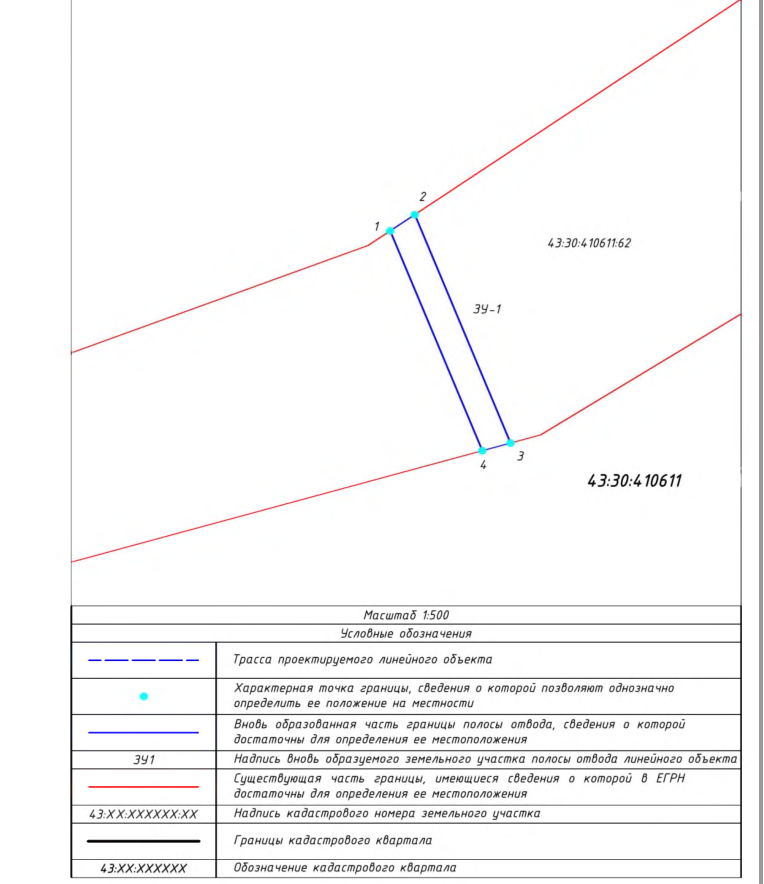 2
1
43:30:410611:62
ЗУ-1
3
4
43:30:410611
Масштаб 1:500
Условные обозначения
Трасса проектируемого линейного объекта
Характерная точка границы, сведения о которой позволяют однозначно
определить ее положение на местности
Вновь образованная часть границы полосы отвода, сведения о которой
достаточны для определения ее местоположения
ЗУ1
Надпись вновь образуемого земельного участка полосы отвода линейного объекта
Существующая часть границы, имеющиеся сведения о которой в ЕГРН
достаточны для определения ее местоположения
43:XX:XXXXXX:XX
Надпись кадастрового номера земельного участка
Границы кадастрового квартала
43:XX:XXXXXX
Обозначение кадастрового квартала